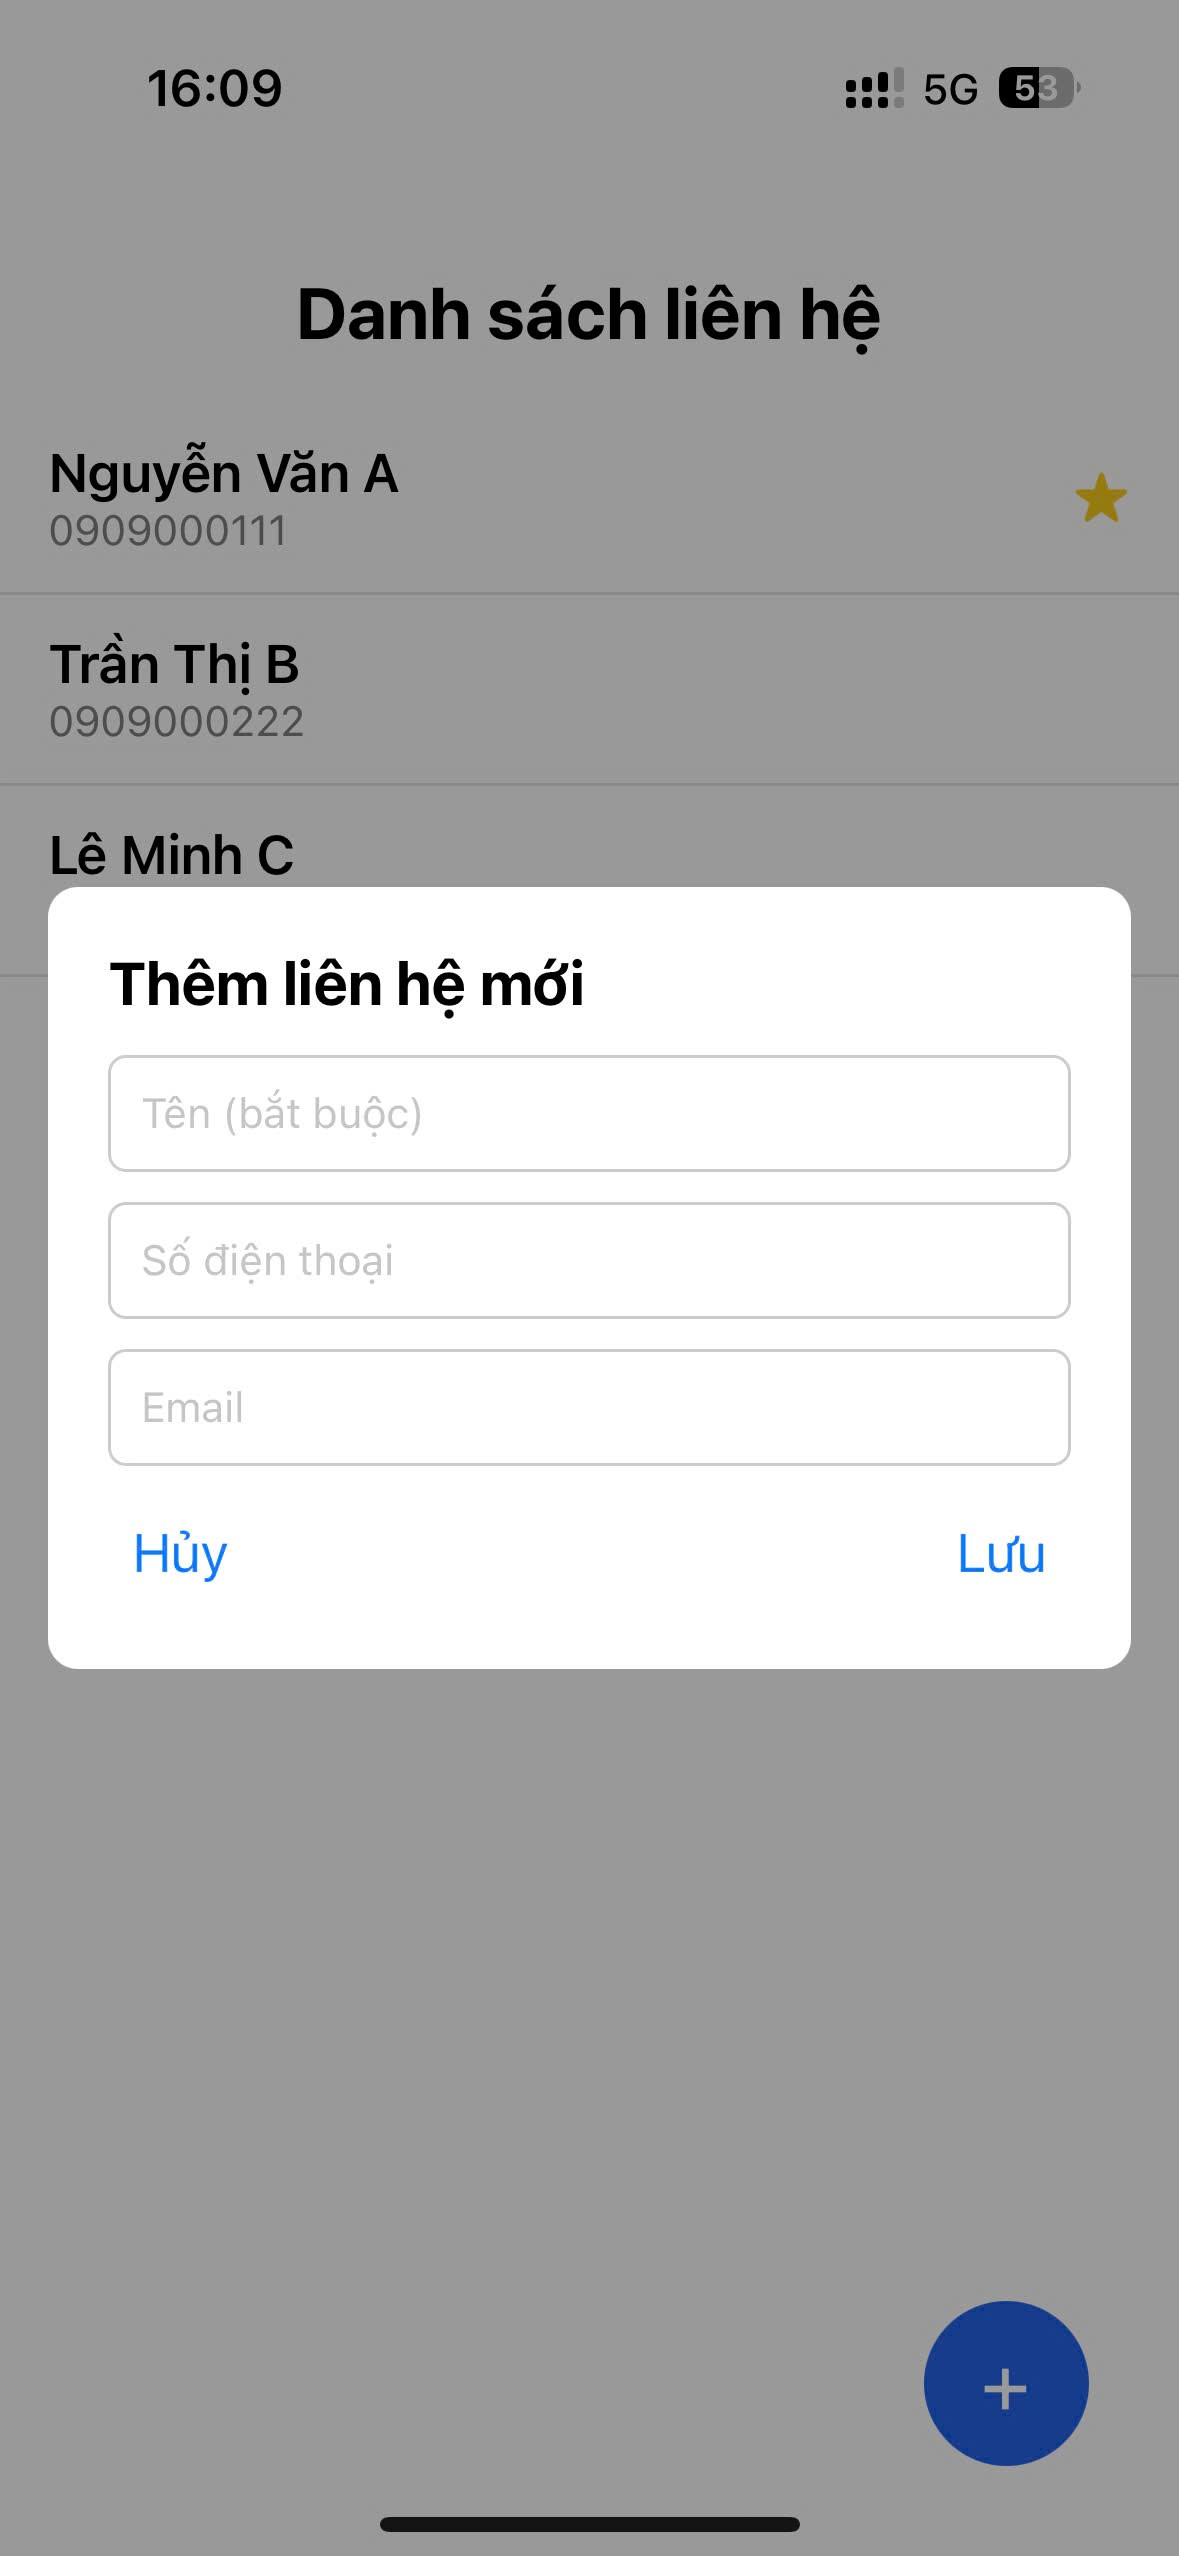 16:09
5G 53
Danh sách liên hệ
Nguyễn Văn A
0909000111
Trần Thị B
0909000222
Lê Minh C
Thêm liên hệ mới
Tên (bắt buộc)
Số điện thoại
Email
Hủy Lưu
+